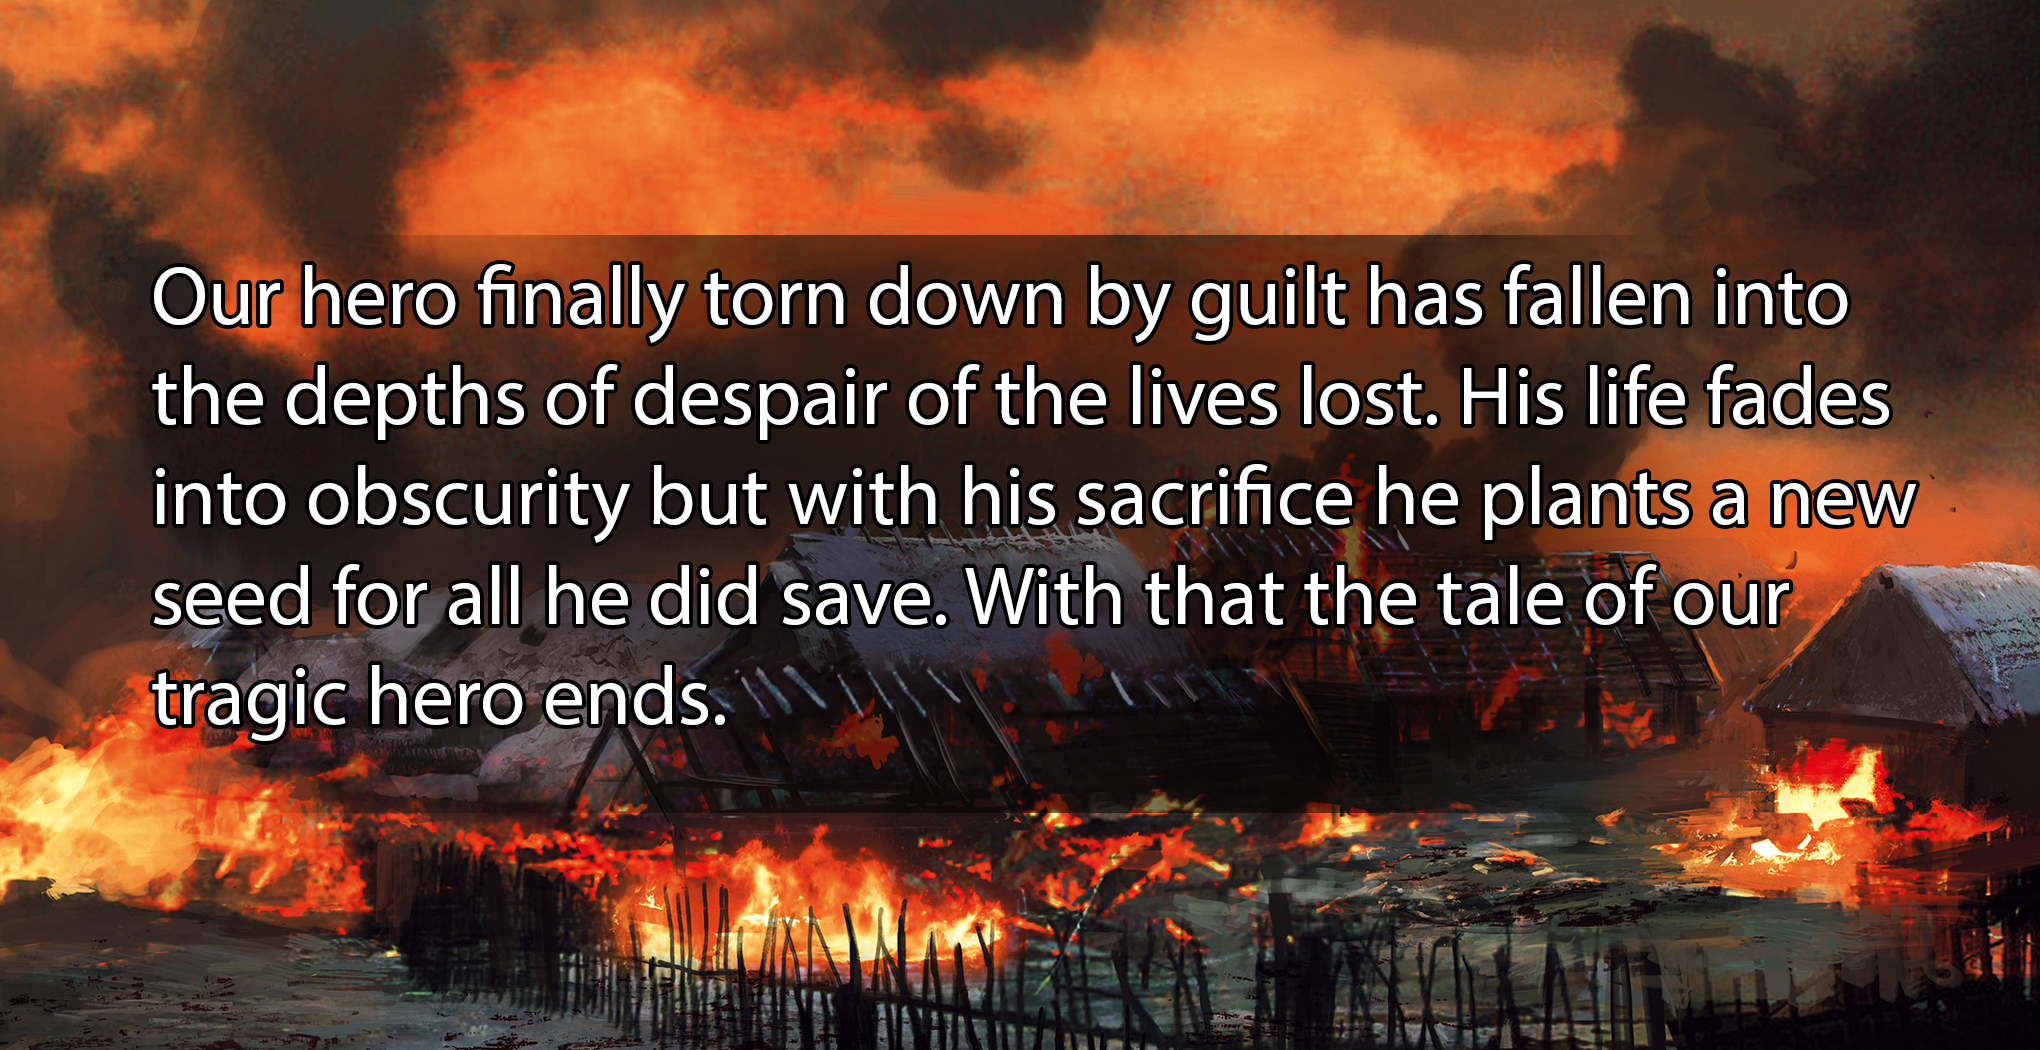 Our hero finally torn down by guilt has fallen into
the depths of despair of the lives lost. His life fades
into obscurity but with his sacrifice he plants a new
seed for all he did save. With that the tale of our
tragic hero ends.